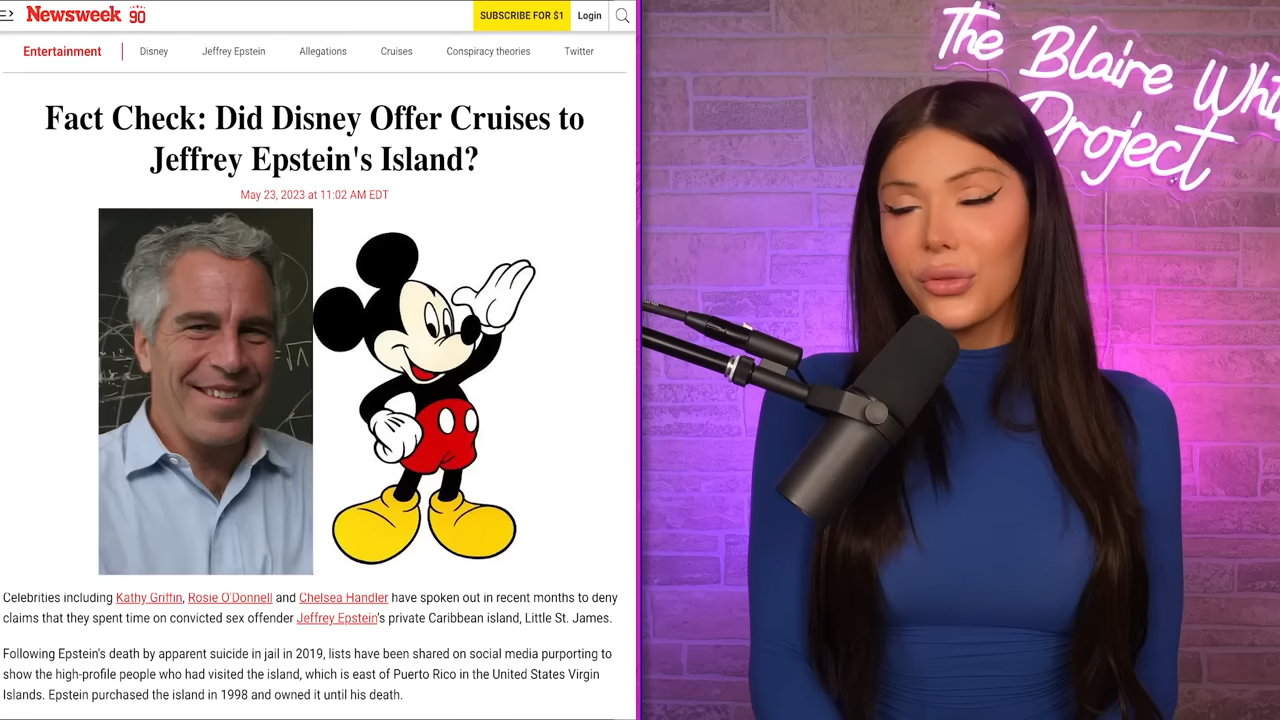 Newsweek 90
SUBSCRIBE FOR $1
Login
Entertainment
Disney
Jeffrey Epstein
Allegations
Cruises
Conspiracy theories
Twitter
Fact Check: Did Disney Offer Cruises to
Jeffrey Epstein's Island?
May 23, 2023 at 11:02 AM EDT
Celebrities including Kathy Griffin, Rosie O'Donnell and Chelsea Handler have spoken out in recent months to deny
claims that they spent time on convicted sex offender Jeffrey Epstein's private Caribbean island, Little St. James.
Following Epstein's death by apparent suicide in jail in 2019, lists have been shared on social media purporting to
show the high-profile people who had visited the island, which is east of Puerto Rico in the United States Virgin
Islands. Epstein purchased the island in 1998 and owned it until his death.
The Blaire Whi
Project